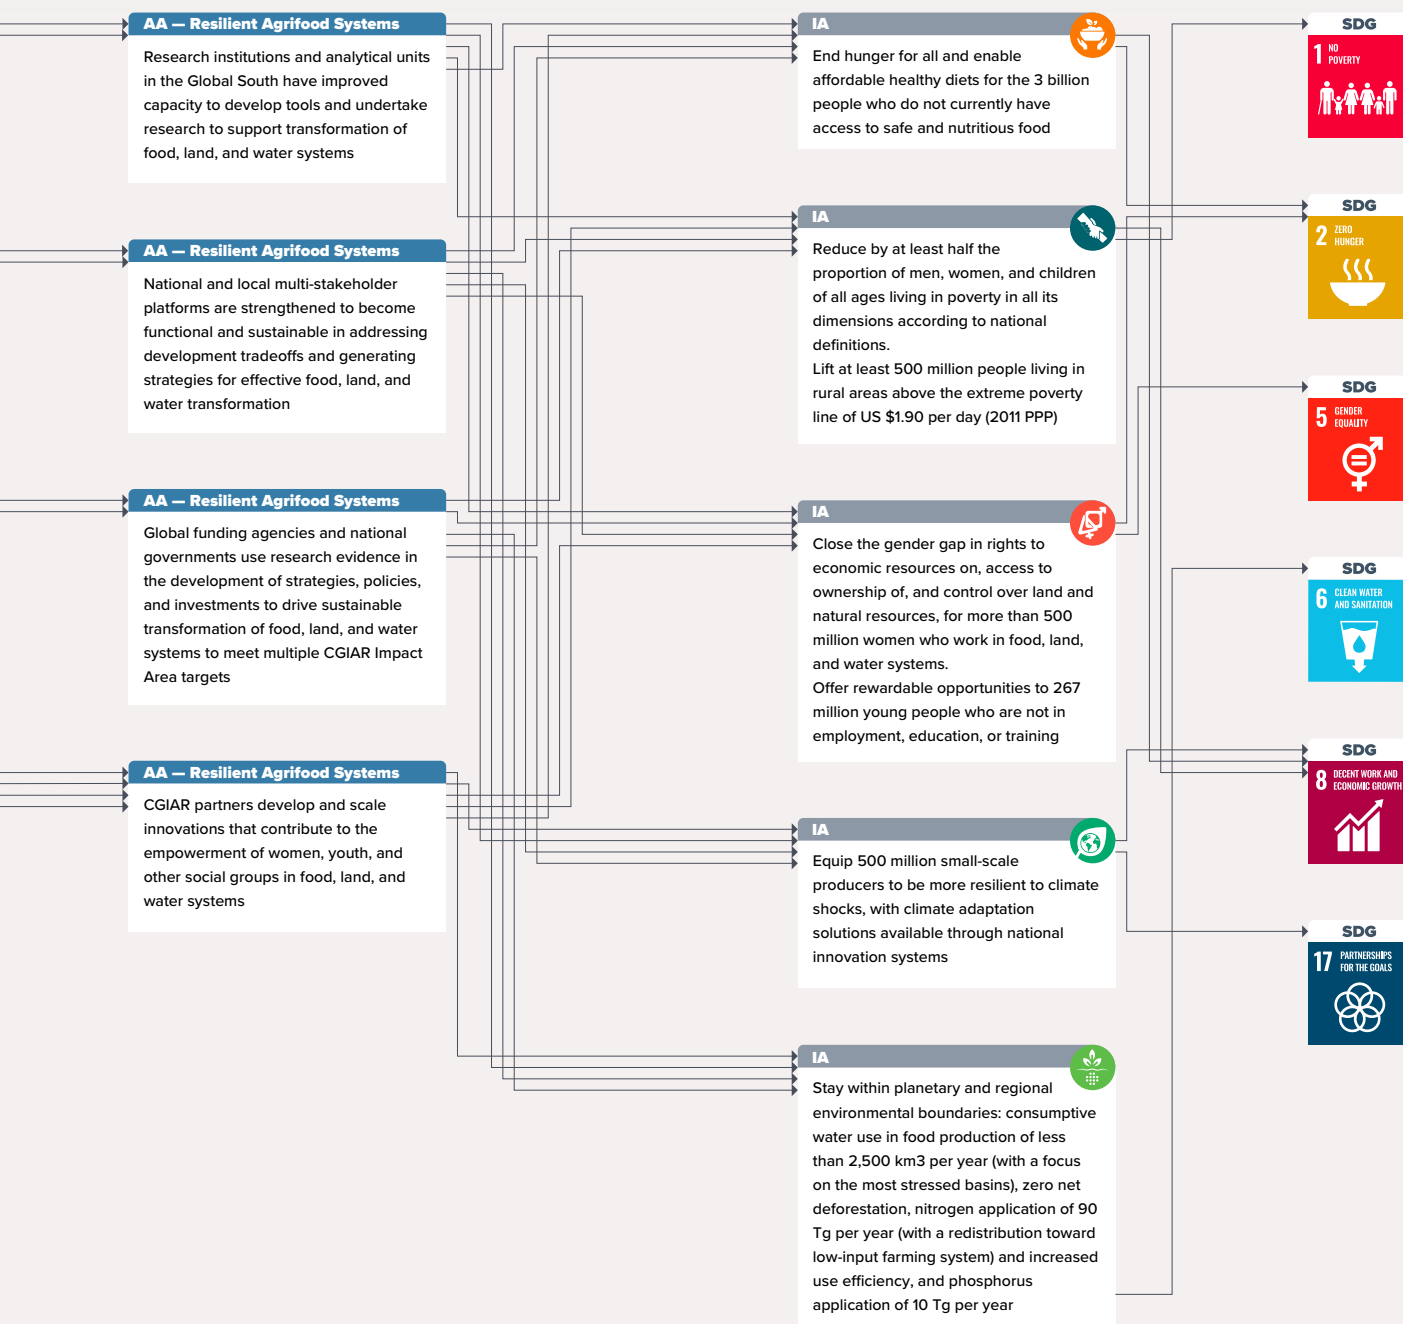 AA — Resilient Agrifood Systems
Research institutions and analytical units
in the Global South have improved
capacity to develop tools and undertake
research to support transformation of
food, land, and water systems
AA — Resilient Agrifood Systems
National and local multi-stakeholder
platforms are strengthened to become
functional and sustainable in addressing
development tradeoffs and generating
strategies for effective food, land, and
water transformation
AA — Resilient Agrifood Systems
Global funding agencies and national
governments use research evidence in
the development of strategies, policies,
and investments to drive sustainable
transformation of food, land, and water
systems to meet multiple CGIAR Impact
Area targets
AA — Resilient Agrifood Systems
CGIAR partners develop and scale
innovations that contribute to the
empowerment of women, youth, and
other social groups in food, land, and
water systems
IA
End hunger for all and enable
affordable healthy diets for the 3 billion
people who do not currently have
access to safe and nutritious food
IA
Reduce by at least half the
proportion of men, women, and children
of all ages living in poverty in all its
dimensions according to national
definitions.
Lift at least 500 million people living in
rural areas above the extreme poverty
line of US $1.90 per day (2011 PPP)
IA
Close the gender gap in rights to
economic resources on, access to
ownership of, and control over land and
natural resources, for more than 500
million women who work in food, land,
and water systems.
Offer rewardable opportunities to 267
million young people who are not in
employment, education, or training
IA
Equip 500 million small-scale
producers to be more resilient to climate
shocks, with climate adaptation
solutions available through national
innovation systems
IA
Stay within planetary and regional
environmental boundaries: consumptive
water use in food production of less
than 2,500 km3 per year (with a focus
on the most stressed basins), zero net
deforestation, nitrogen application of 90
Tg per year (with a redistribution toward
low-input farming system) and increased
use efficiency, and phosphorus
application of 10 Tg per year
SDG
1 NO
POVERTY
SDG
2 ZERO
HUNGER
SDG
5 GENDER
EQUALITY
SDG
6 CLEAN WATER
AND SANITATION
SDG
8 DECENT WORK AND
ECONOMIC GROWTH
SDG
17 PARTNERSHIPS
FOR THE GOALS